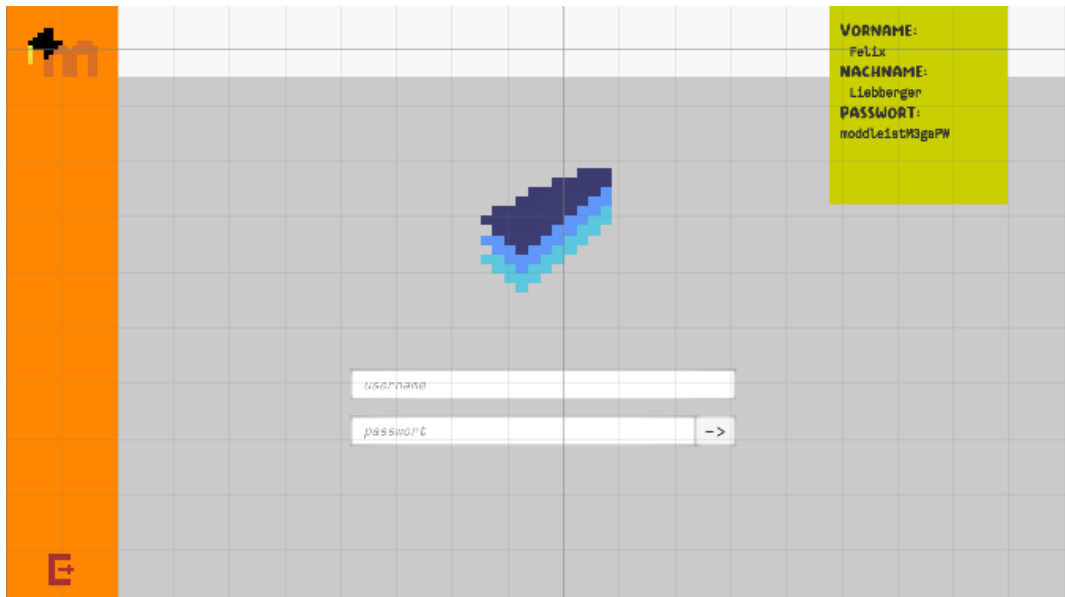 m
VORNAME:
Felix
NACHNAME:
Liebberger
PASSWORT:
moddleistM3gaPW
username
passwort
->